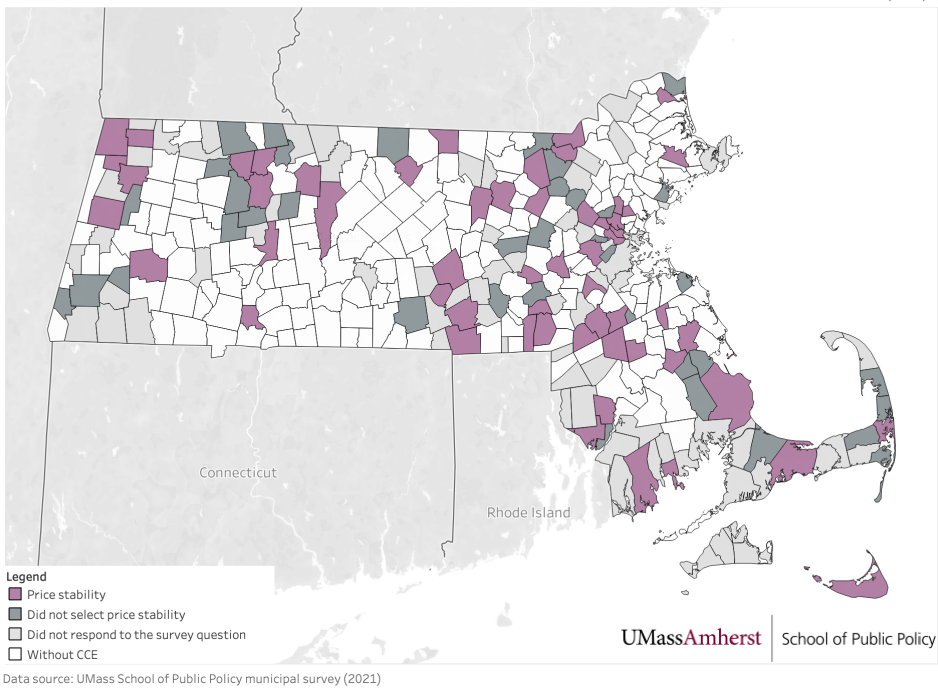 Connecticut
Rhode Island
Legend
Price stability
Did not select price stability
Did not respond to the survey question
Without CCE
UMassAmherst School of Public Policy
Data source: UMass School of Public Policy municipal survey (2021)